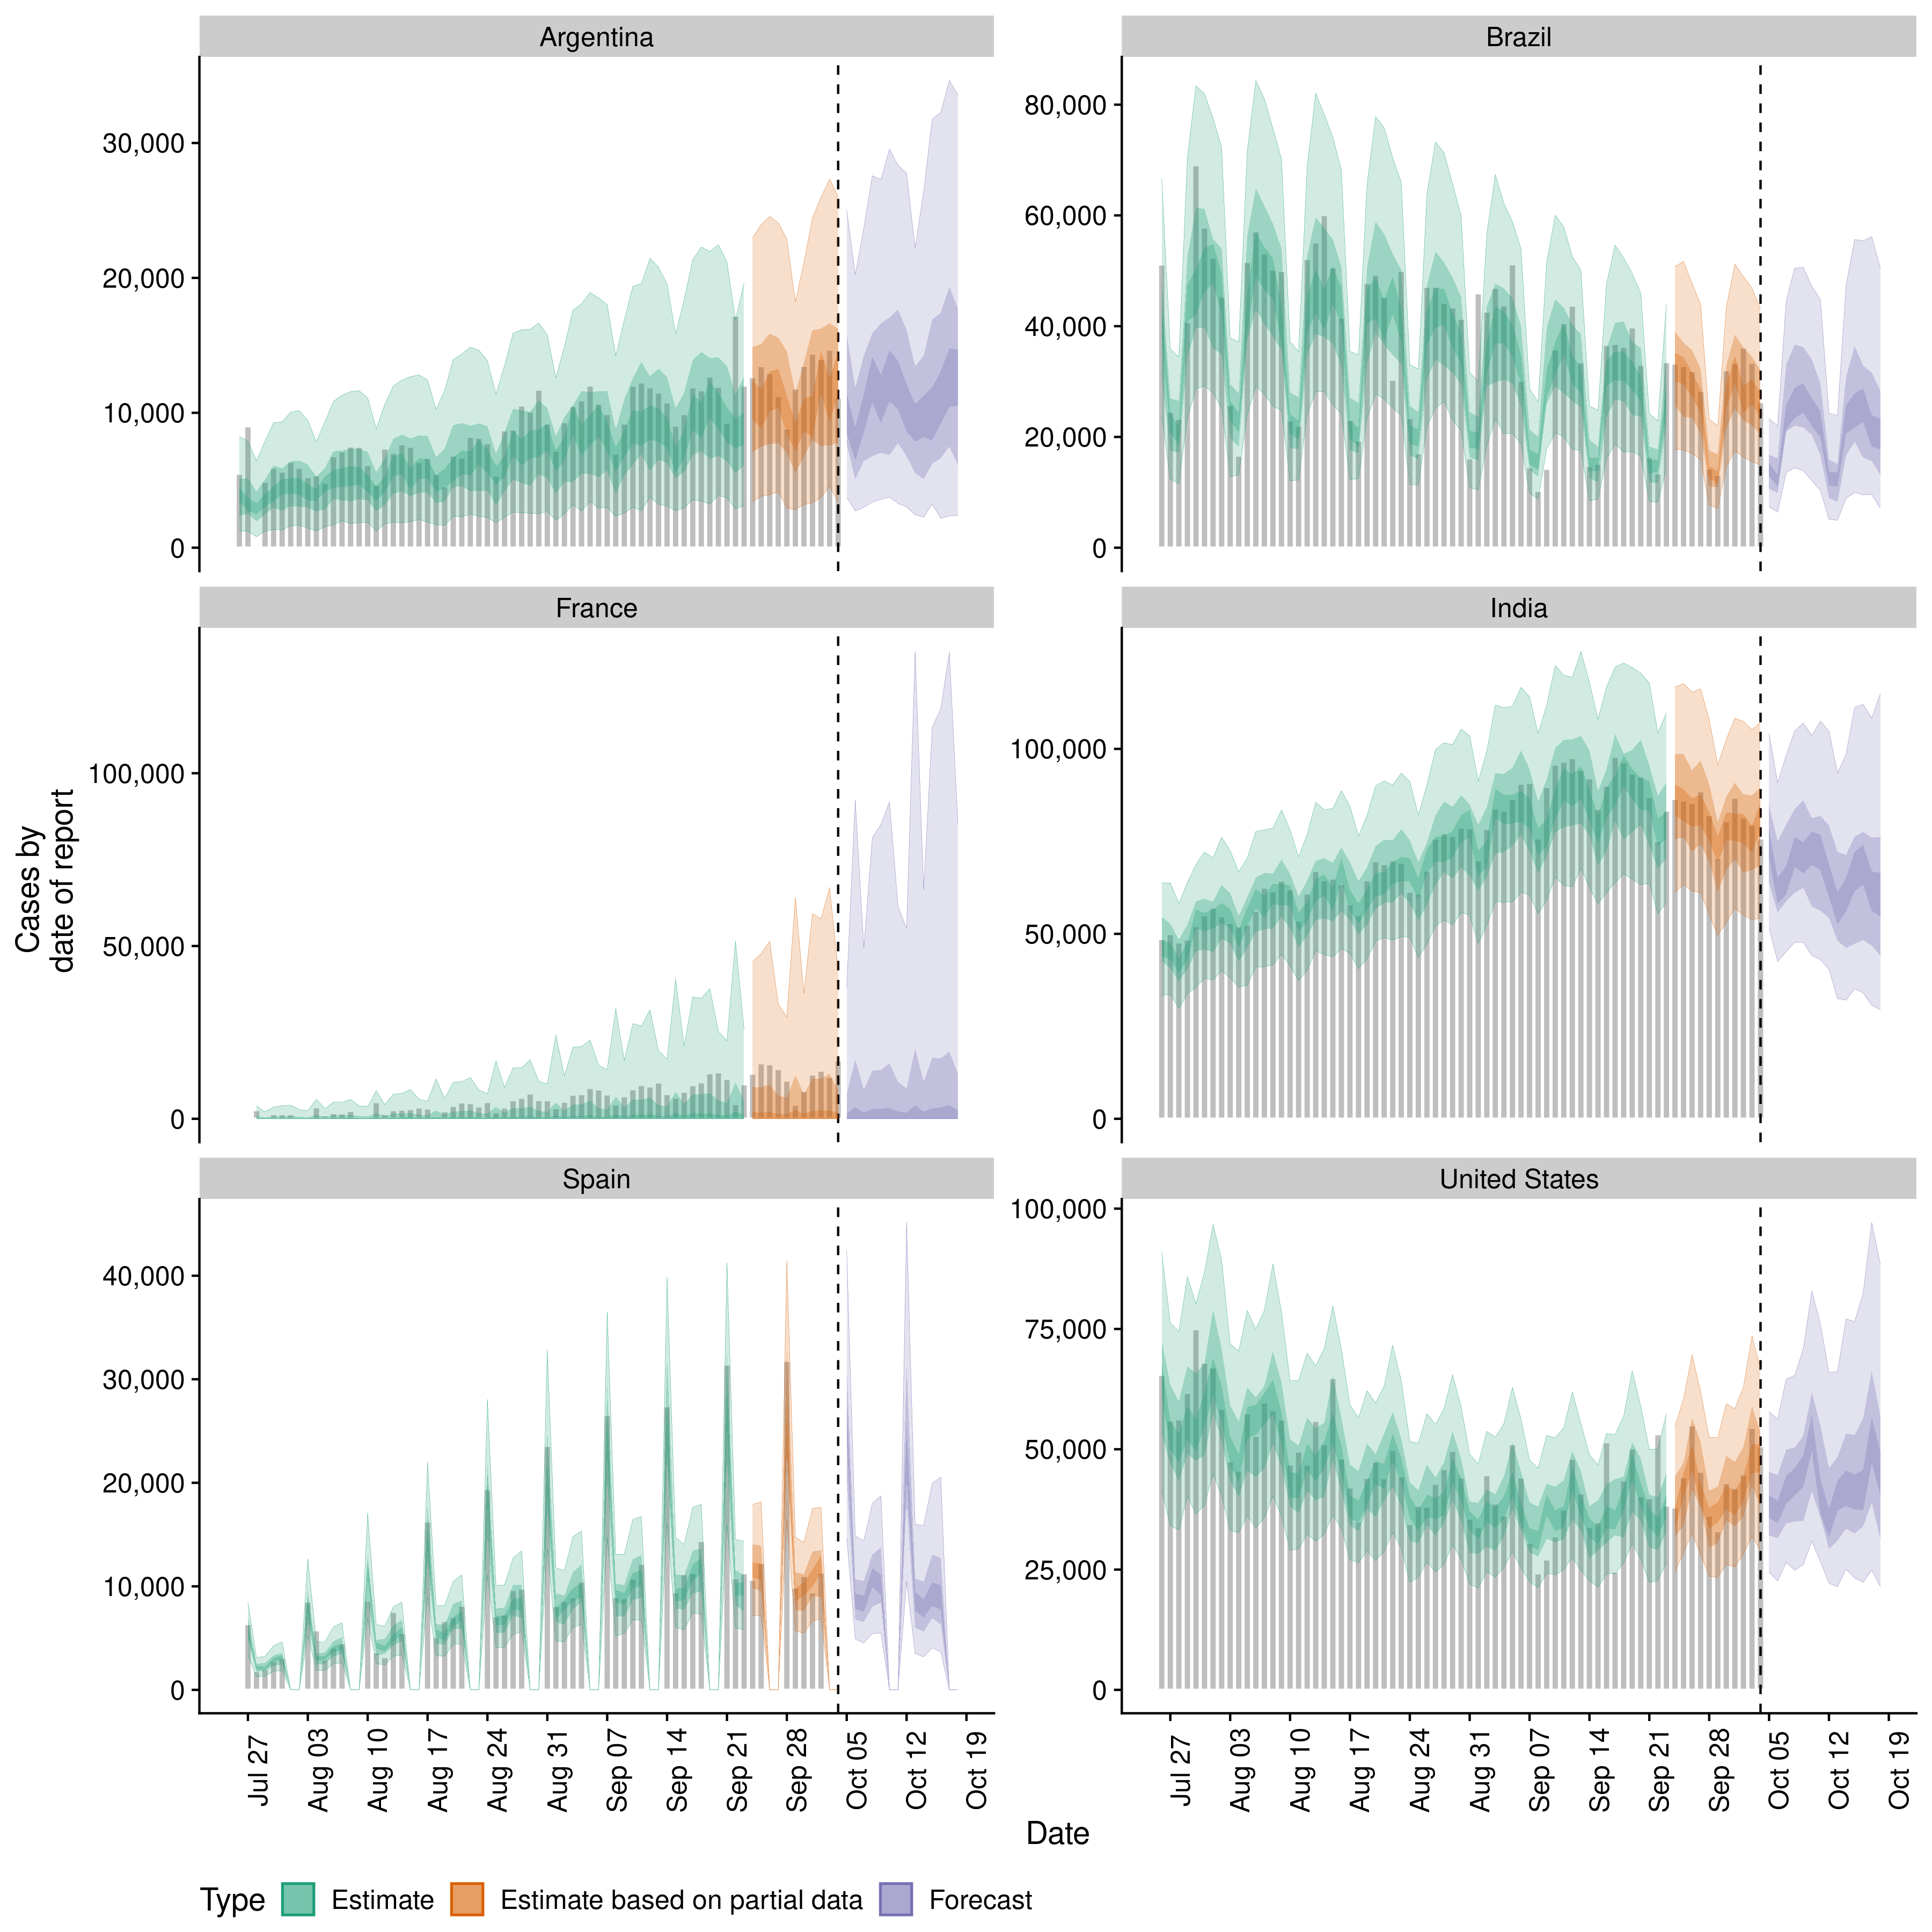 Argentina
Brazil
30,000
20,000
10,000
0
80,000
60,000
40,000
20,000
0
France
India
100,000
50,000
0
100,000
50,000
0
Cases by
date of report
Spain
United States
40,000
30,000
20,000
10,000
0
100,000
75,000
50,000
25,000
0
Jul 27
Aug 03
Aug 10
Aug 17
Aug 24
Aug 31
Sep 07
Sep 14
Sep 21
Sep 28
Oct 05
Oct 12
Oct 19
Jul 27
Aug 03
Aug 10
Aug 17
Aug 24
Aug 31
Sep 07
Sep 14
Sep 21
Sep 28
Oct 05
Oct 12
Oct 19
Date
Type Estimate Estimate based on partial data Forecast